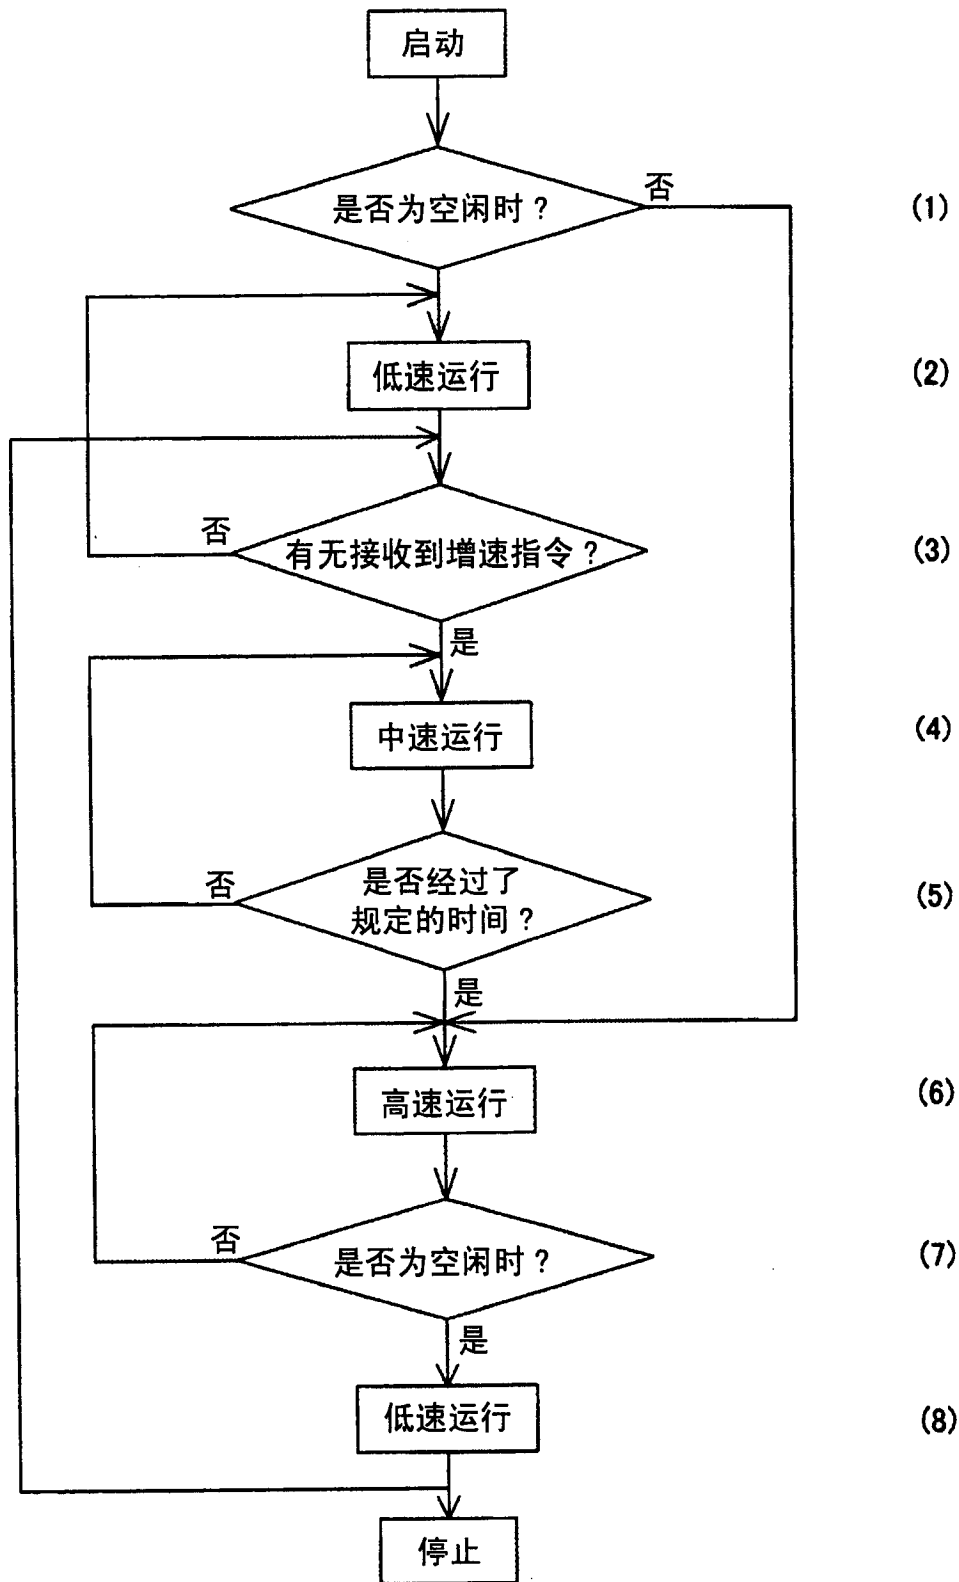 启动
是否为空闲时？
否
(1)
低速运行
(2)
否
有无接收到增速指令？
(3)
是
中速运行
(4)
否
是否经过了
规定的时间？
(5)
是
高速运行
(6)
否
是否为空闲时？
(7)
是
低速运行
(8)
停止